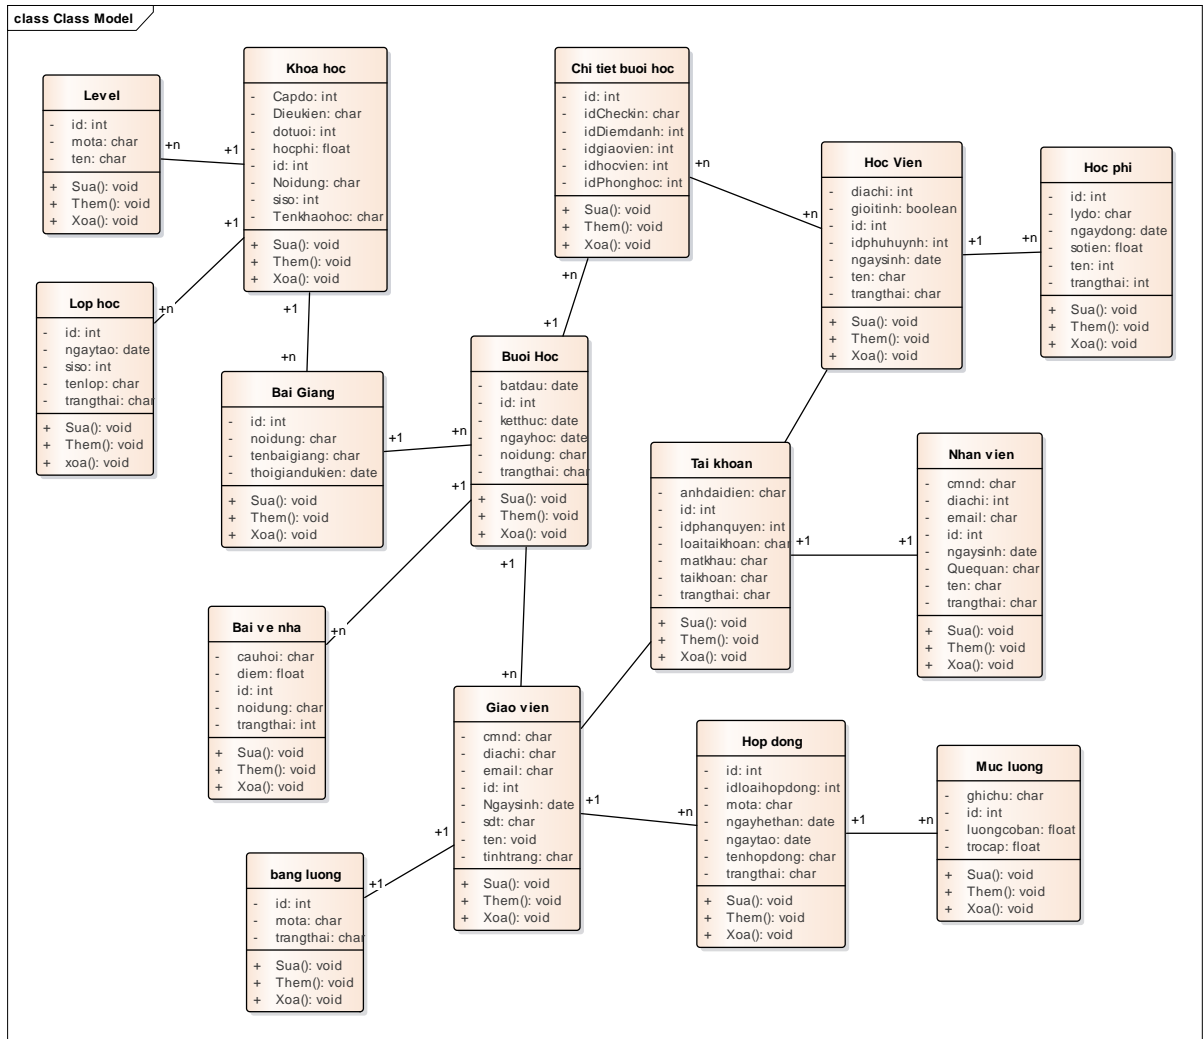 class Class Model
Level
- id: int
- mota: char
- ten: char
+ Sua(): void
+ Them(): void
+ Xoa(): void
+n
+1
Khoa hoc
- Capdo: int
- Dieukien: char
- dotuoi: int
- hocphi: float
- id: int
- Noidung: char
- siso: int
- Tenkhaohoc: char
+ Sua(): void
+ Them(): void
+ Xoa(): void
+1
+n
+1
+n
Lop hoc
- id: int
- ngaytao: date
- siso: int
- tenlop: char
- trangthai: char
+ Sua(): void
+ Them(): void
+ xoa(): void
Bai Giang
- id: int
- noidung: char
- tenbaigiang: char
- thoigiandukien: date
+ Sua(): void
+ Them(): void
+ Xoa(): void
+1
+n
Chi tiet buoi hoc
- id: int
- idCheckin: char
- idDiemdanh: int
- idgiaovien: int
- idhocvien: int
- idPhonghoc: int
+ Sua(): void
+ Them(): void
+ Xoa(): void
+n
+n
+n
+1
Hoc Vien
- diachi: int
- gioitinh: boolean
- id: int
- idphuhuynh: int
- ngaysinh: date
- ten: char
- trangthai: char
+ Sua(): void
+ Them(): void
+ Xoa(): void
+1
+n
Hoc phi
- id: int
- lydo: char
- ngaydong: date
- sotien: float
- ten: int
- trangthai: int
+ Sua(): void
+ Them(): void
+ Xoa(): void
Buoi Hoc
- batdau: date
- id: int
- ketthuc: date
- ngayhoc: date
- noidung: char
- trangthai: char
+ Sua(): void
+ Them(): void
+ Xoa(): void
+1
+n
+1
+n
Tai khoan
- anhdaidien: char
- id: int
- idphanquyen: int
- loaitaikhoan: char
- matkhau: char
- taikhoan: char
- trangthai: char
+ Sua(): void
+ Them(): void
+ Xoa(): void
+1
+1
Nhan vien
- cmnd: char
- diachi: int
- email: char
- id: int
- ngaysinh: date
- Quequan: char
- ten: char
- trangthai: char
+ Sua(): void
+ Them(): void
+ Xoa(): void
Bai ve nha
- cauhoi: char
- diem: float
- id: int
- noidung: char
- trangthai: int
+ Sua(): void
+ Them(): void
+ Xoa(): void
Giao vien
- cmnd: char
- diachi: char
- email: char
- id: int
- Ngaysinh: date
- sdt: char
- ten: void
- tinhtrang: char
+ Sua(): void
+ Them(): void
+ Xoa(): void
+1
+n
+1
+1
Hop dong
- id: int
- idloaihopdong: int
- mota: char
- ngayhethan: date
- ngaytao: date
- tenhopdong: char
- trangthai: char
+ Sua(): void
+ Them(): void
+ Xoa(): void
+1
+n
Muc luong
- ghichu: char
- id: int
- luongcoban: float
- trocap: float
+ Sua(): void
+ Them(): void
+ Xoa(): void
bang luong
- id: int
- mota: char
- trangthai: char
+ Sua(): void
+ Them(): void
+ Xoa(): void